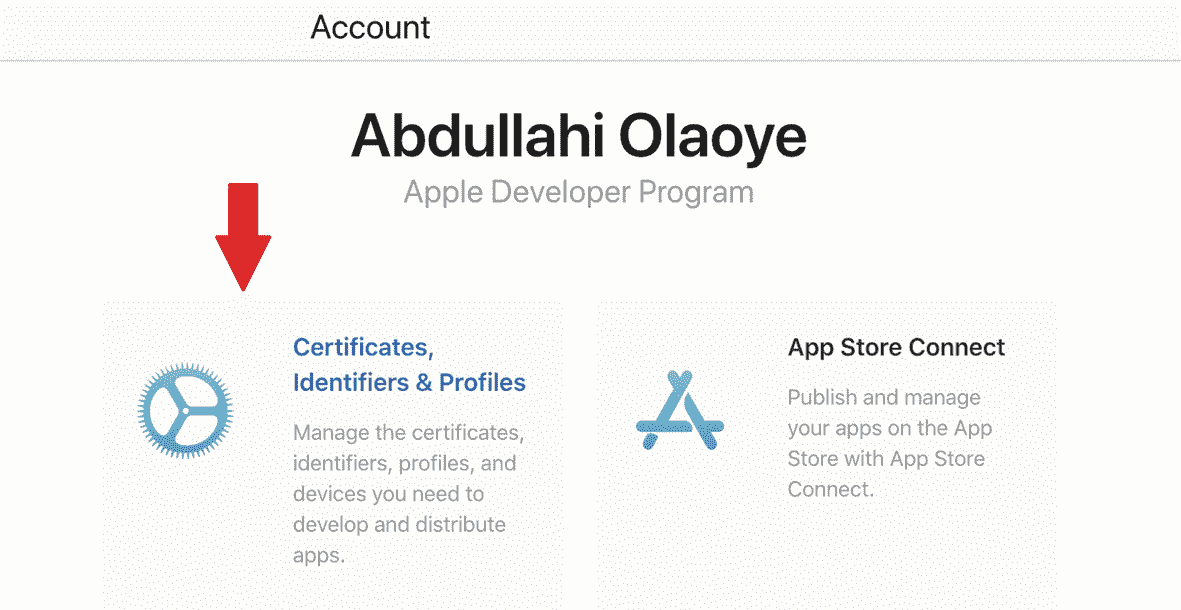 Account
Abdullahi Olaoye
Apple Developer Program
Certificates,
Identifiers & Profiles
Manage the certificates,
identifiers, profiles, and
devices you need to
develop and distribute
apps.
App Store Connect
Publish and manage
your apps on the App
Store with App Store
Connect.